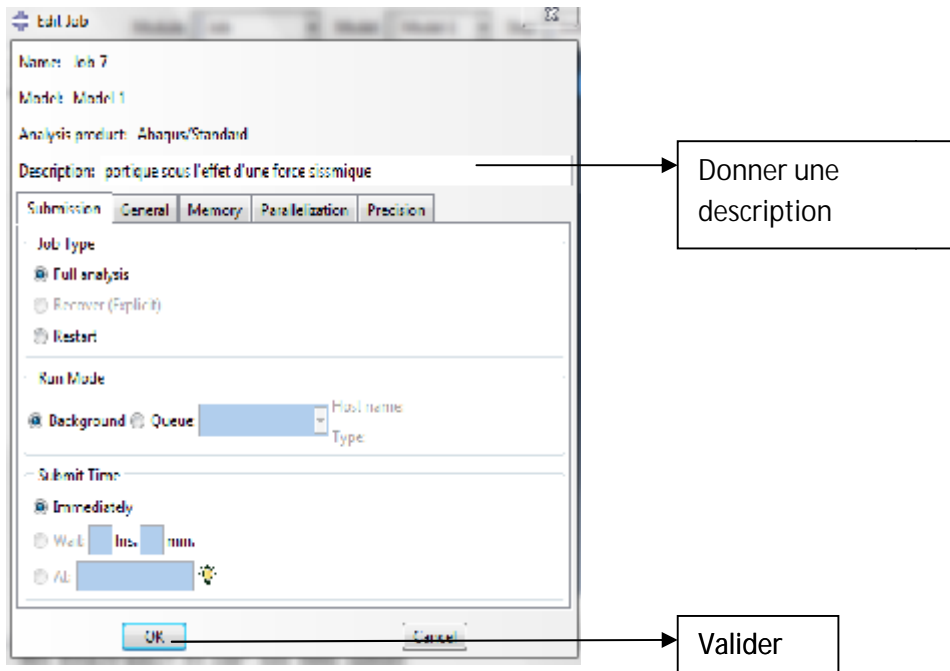 Edit Job
Name: Job 7
Model: Model 1
Analysis product: Abaqus/Standard
Description: portique sous l'effet d'une force sissmique
Donner une
description
Submission General Memory Parallelization Precision
Job Type
Full analysis
Recover (Explicit)
Restart
Run Mode
Background Queue Host name
Type
Submit Time
Immediately
Wait hrs. min.
At
OK Cancel
Valider